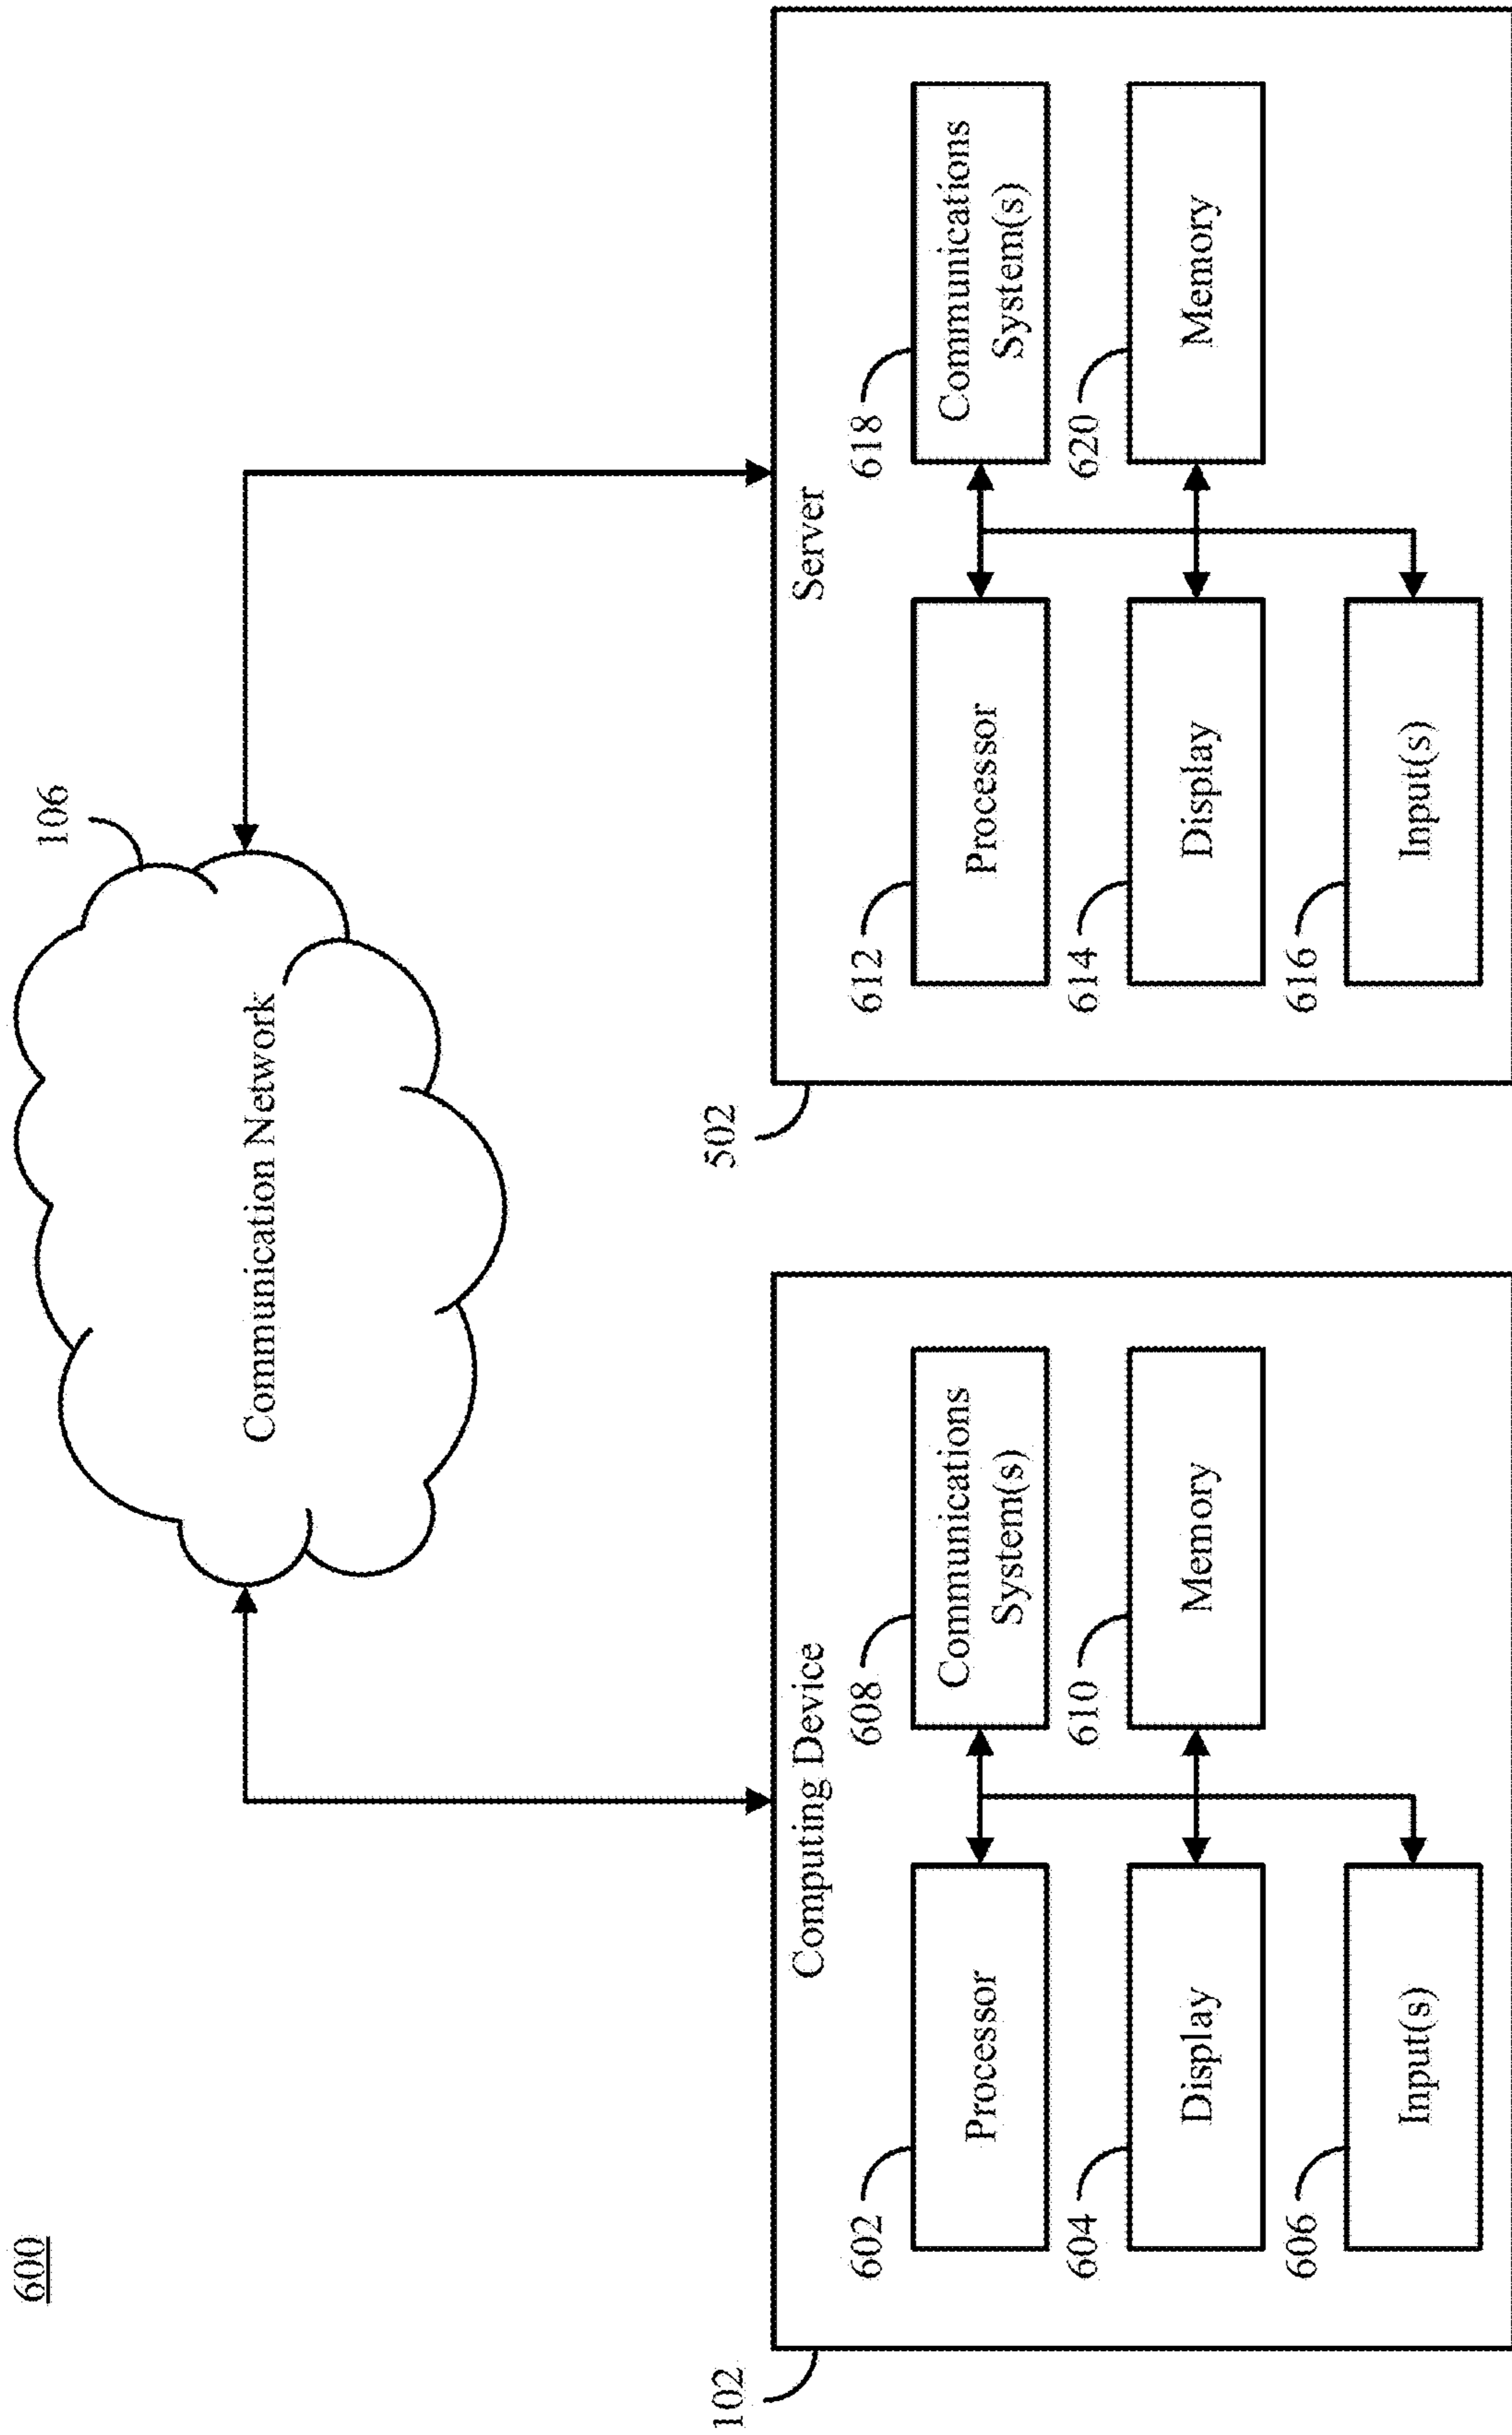 600
106
Communication Network
102
Computing Device
602
Processor
608
Communications
System(s)
604
Display
610
Memory
606
Input(s)
502
Server
612
Processor
618
Communications
System(s)
614
Display
620
Memory
616
Input(s)